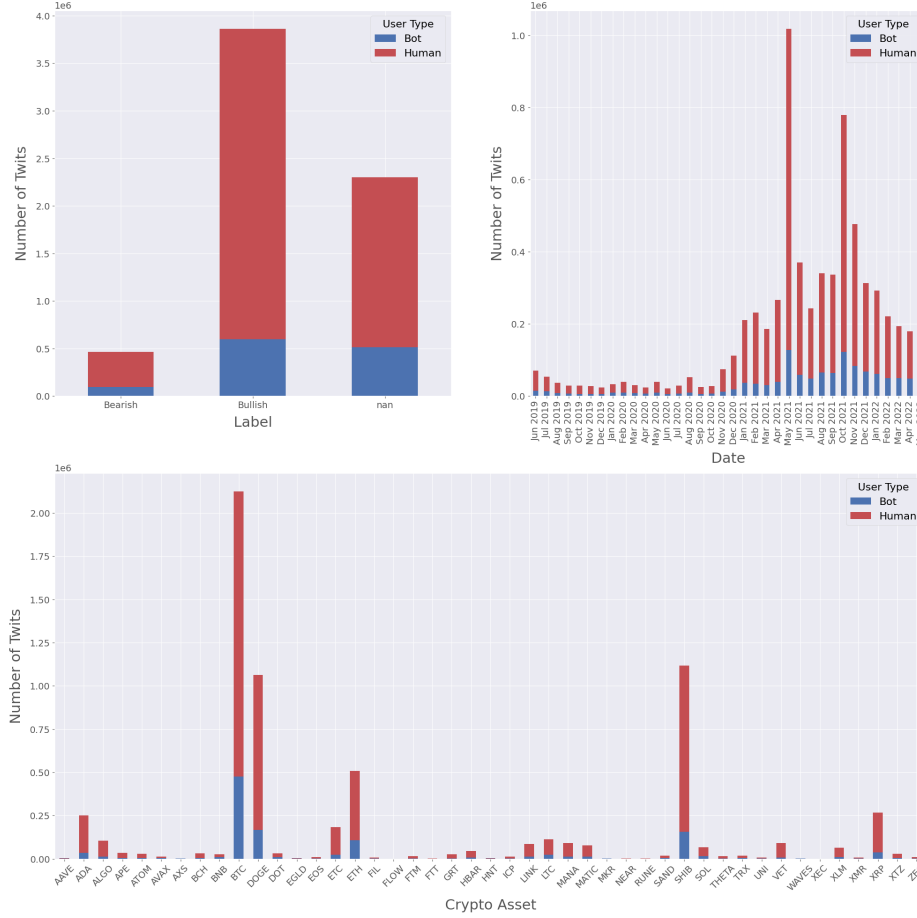 1e6
4.0
3.5
3.0
2.5
2.0
1.5
1.0
0.5
0.0
Number of Twits
User Type
Bot
Human
Bearish
Bullish
nan
Label
1e6
1.0
0.8
0.6
0.4
0.2
0.0
Number of Twits
User Type
Bot
Human
Jun 2019
Jul 2019
Aug 2019
Sep 2019
Oct 2019
Nov 2019
Dec 2019
Jan 2020
Feb 2020
Mar 2020
Apr 2020
May 2020
Jun 2020
Jul 2020
Aug 2020
Sep 2020
Oct 2020
Nov 2020
Dec 2020
Jan 2021
Feb 2021
Mar 2021
Apr 2021
May 2021
Jun 2021
Jul 2021
Aug 2021
Sep 2021
Oct 2021
Nov 2021
Dec 2021
Jan 2022
Feb 2022
Mar 2022
Apr 2022
Date
1e6
2.00
1.75
1.50
1.25
1.00
0.75
0.50
0.25
0.00
Number of Twits
User Type
Bot
Human
AAVE
ADA
ALGO
APE
ATOM
AVAX
AXS
BCH
BNB
BTC
DOGE
DOT
EGLD
EOS
ETC
ETH
FIL
FLOW
FTM
FTT
GRT
HBAR
HNT
ICP
LINK
LTC
MANA
MATIC
MKR
NEAR
RUNE
SAND
SHIB
SOL
THETA
TRX
UNI
VET
WAVES
XEC
XLM
XMR
XRP
XTZ
Crypto Asset